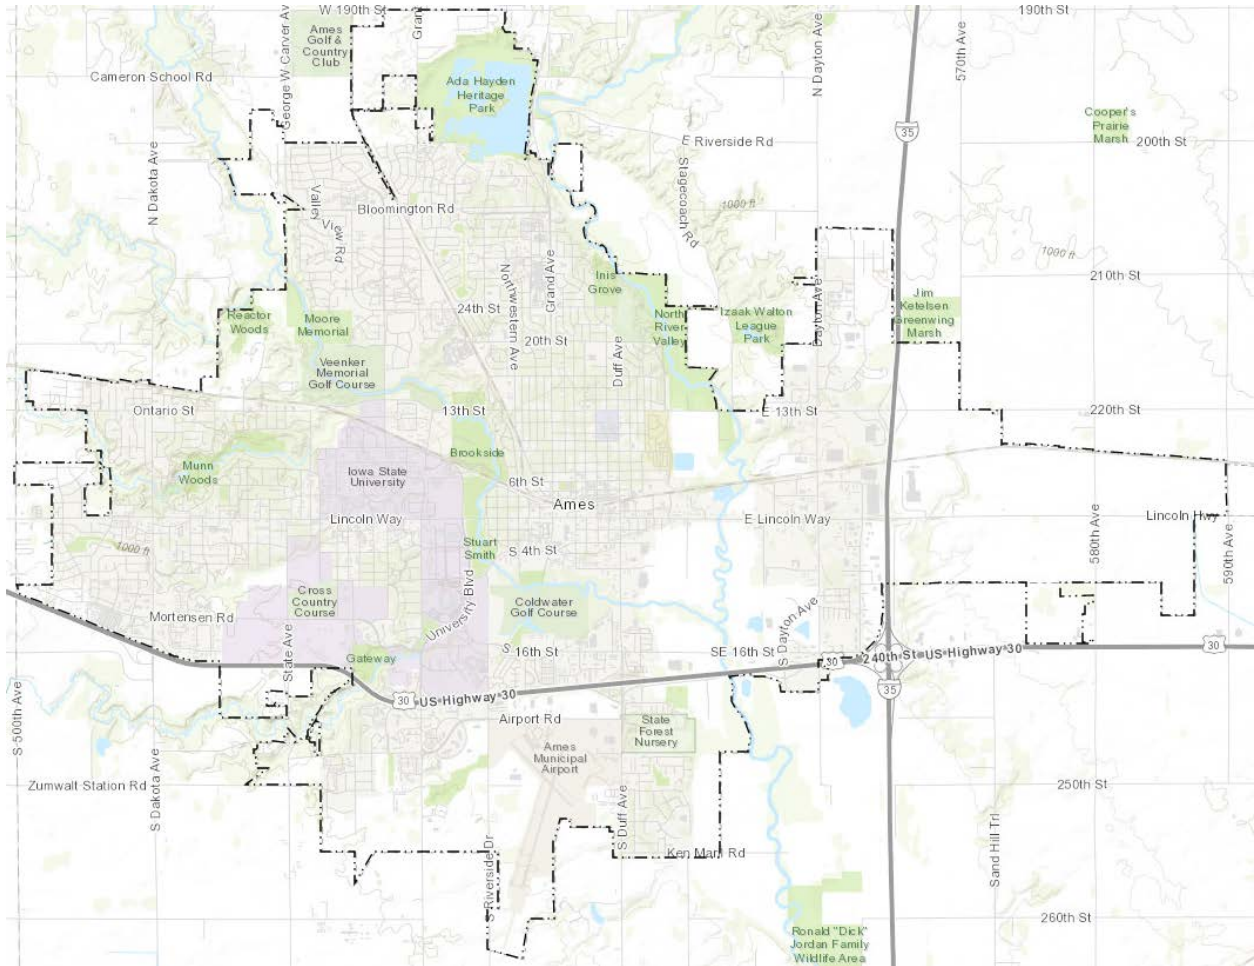 W 190th St
Grant
190th St
Ames
Golf &
Country
Club
George W Carver Av
N Dayton Ave
570th Ave
Cameron School Rd
Ada Hayden
Heritage
Park
Cooper's
Prairie
Marsh
35
E Riverside Rd
200th St
N Dakota Ave
Stagecoach Rd
Valley View Rd
Bloomington Rd
1000 ft
1000 ft
Northwestern Ave
Grand Ave
Inis
Grove
210th St
24th St
Reactor
Woods
Moore
Memorial
North
River
Valley
Izaak Walton
League
Park
Dayton Ave
Jim
Ketelsen
Greenwing
Marsh
20th St
Duff Ave
Veenker
Memorial
Golf Course
Ontario St
13th St
E 13th St
220th St
Brookside
Munn
Woods
Iowa State
University
6th St
Ames
Lincoln Way
E Lincoln Way
Lincoln Hwy
580th Ave
590th Ave
1000 ft
Stuart
Smith
S 4th St
Cross
Country
Course
Coldwater
Golf Course
Mortensen Rd
University Blvd
S Dayton Ave
State Ave
Gateway
S 16th St
SE 16th St
30
240th St
US Highway 30
30
30
US Highway 30
35
S 500th Ave
Airport Rd
State
Forest
Nursery
Ames
Municipal
Airport
Zumwalt Station Rd
S Dakota Ave
250th St
S Duff Ave
Sand Hill Trl
S Riverside Dr
260th St
Ronald "Dick"
Jordan Family
Wildlife Area